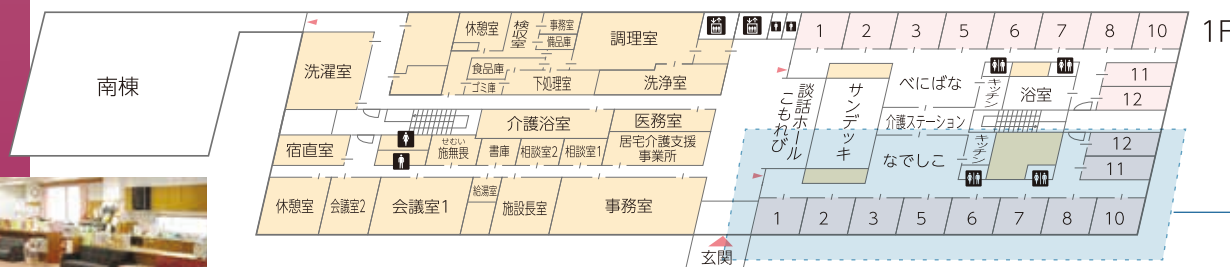 1F
南棟
洗濯室
休憩室
検収室
事務室
備品庫
調理室
食品庫
ゴミ庫
下処理室
洗浄室
1 2 3 5 6 7 8 10
11
12
べにばな
キッチン
浴室
談話ホール
こもれび
サンデッキ
介護ステーション
なでしこ
キッチン
12
11
1 2 3 5 6 7 8 10
介護浴室
医務室
宿直室
せむい
施無畏
書庫
相談室2
相談室1
居宅介護支援
事業所
休憩室
会議室2
会議室1
給湯室
施設長室
事務室
玄関